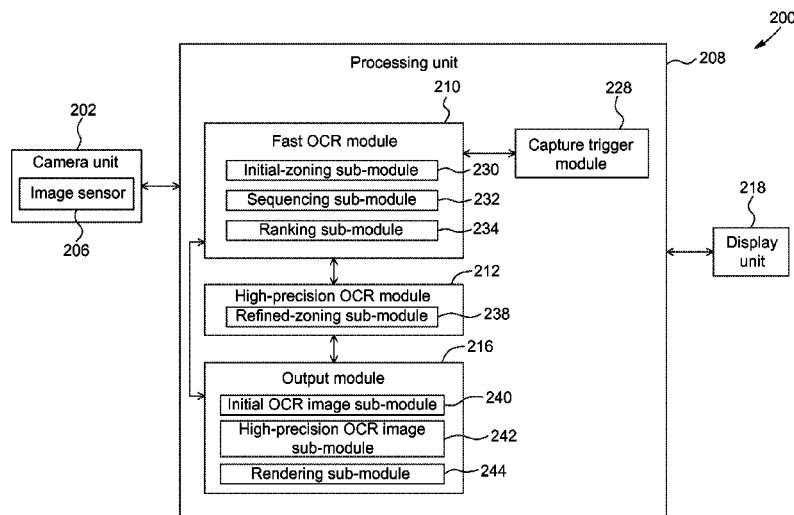 200
Processing unit
208
210
228
202
Camera unit
Image sensor
206
Fast OCR module
Initial-zoning sub-module
230
Sequencing sub-module
232
Ranking sub-module
234
Capture trigger
module
218
Display
unit
212
High-precision OCR module
Refined-zoning sub-module
238
216
Output module
Initial OCR image sub-module
240
High-precision OCR image
sub-module
242
Rendering sub-module
244